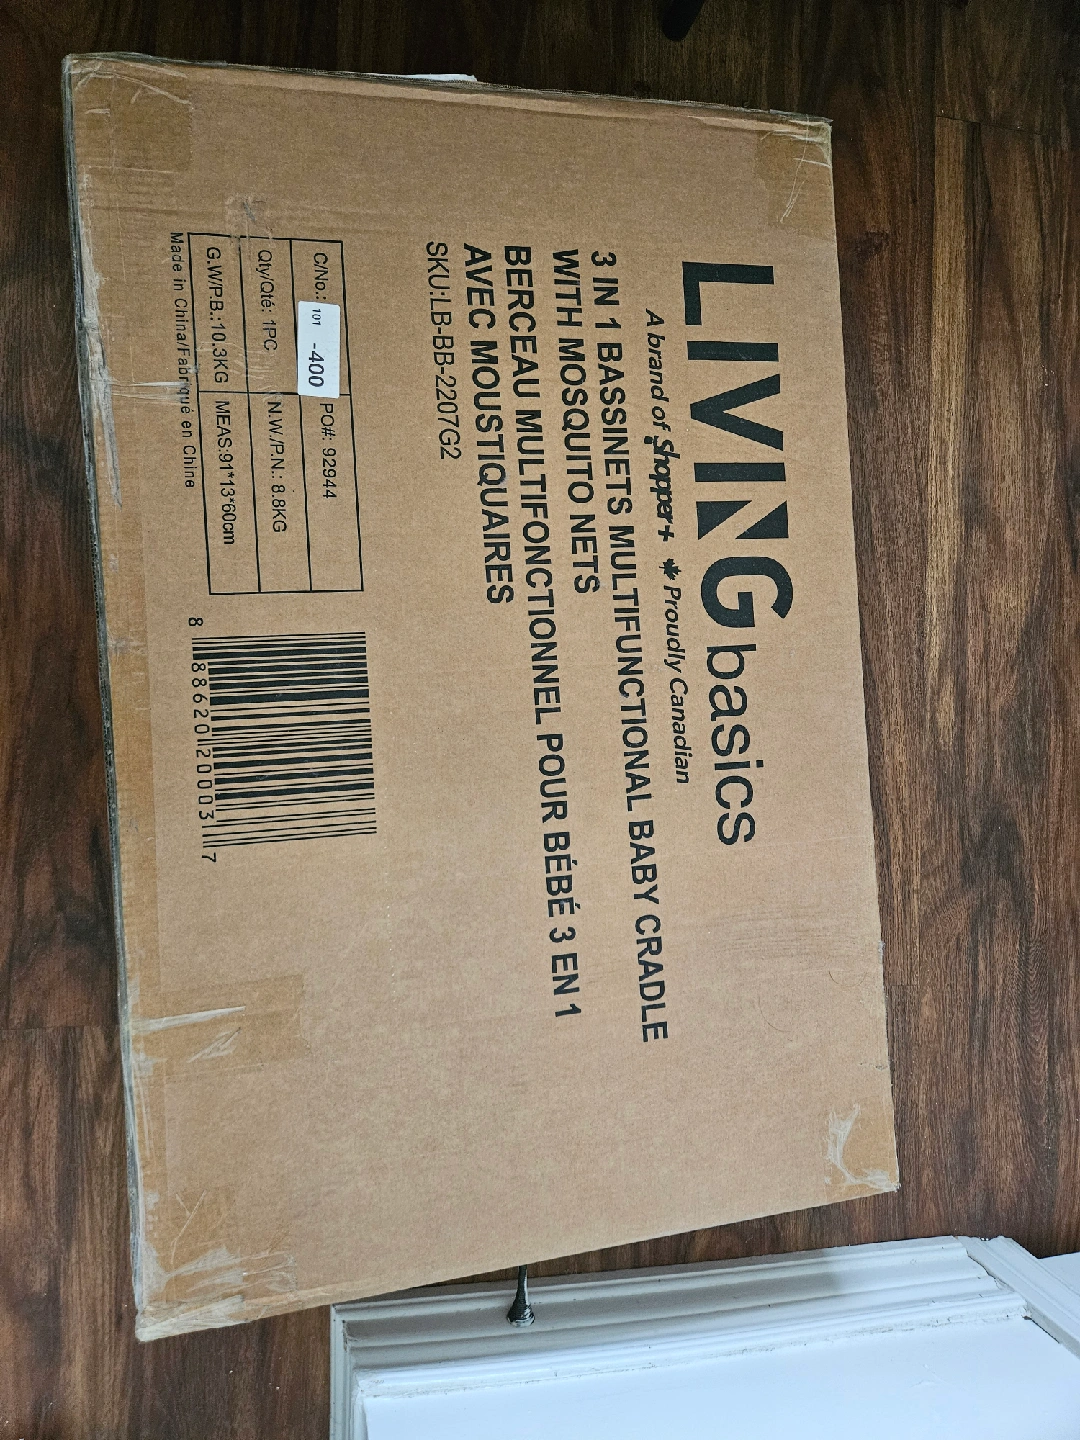 LIVING basics
A brand of Shopper+ Proudly Canadian
3 IN 1 BASSINETS MULTIFUNCTIONAL BABY CRADLE
WITH MOSQUITO NETS
BERCEAU MULTIFONCTIONNEL POUR BÉBÉ 3 EN 1
AVEC MOUSTIQUAIRES
SKU:LB-BB-2207G2
C/No.: 101 -400 PO#: 92944
Qty/Qté: 1PC N.W./P.N.: 8.8KG
G.W/P.B.:10.3KG MEAS:91*13*60cm
Made in China/Fabriqué en Chine
8 88620 20003 7